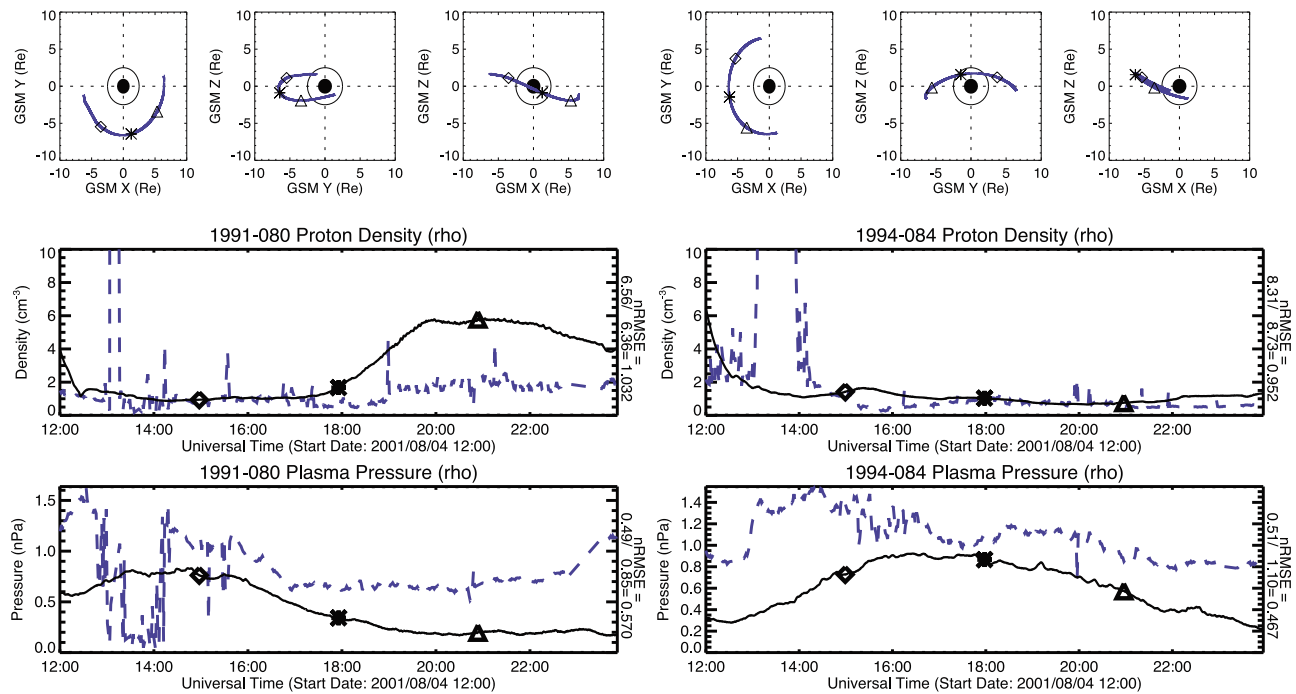 10
5
0
-5
-10
GSM Y (Re)
-10 -5 0 5 10
GSM X (Re)
10
5
0
-5
-10
GSM Z (Re)
-10 -5 0 5 10
GSM Y (Re)
10
5
0
-5
-10
GSM Z (Re)
-10 -5 0 5 10
GSM X (Re)
10
5
0
-5
-10
GSM Y (Re)
-10 -5 0 5 10
GSM X (Re)
10
5
0
-5
-10
GSM Z (Re)
-10 -5 0 5 10
GSM Y (Re)
10
5
0
-5
-10
GSM Z (Re)
-10 -5 0 5 10
GSM X (Re)
1991-080 Proton Density (rho)
10
8
6
4
2
0
Density (cm⁻³)
12:00 14:00 16:00 18:00 20:00 22:00
Universal Time (Start Date: 2001/08/04 12:00)
nRMSE =
6.56/ 6.36= 1.032
1994-084 Proton Density (rho)
10
8
6
4
2
0
Density (cm⁻³)
12:00 14:00 16:00 18:00 20:00 22:00
Universal Time (Start Date: 2001/08/04 12:00)
nRMSE =
8.31/ 8.73= 0.952
1991-080 Plasma Pressure (rho)
1.5
1.0
0.5
0.0
Pressure (nPa)
12:00 14:00 16:00 18:00 20:00 22:00
Universal Time (Start Date: 2001/08/04 12:00)
nRMSE =
0.49/ 0.85= 0.570
1994-084 Plasma Pressure (rho)
1.4
1.2
1.0
0.8
0.6
0.4
0.2
0.0
Pressure (nPa)
12:00 14:00 16:00 18:00 20:00 22:00
Universal Time (Start Date: 2001/08/04 12:00)
nRMSE =
0.51/ 1.10= 0.467